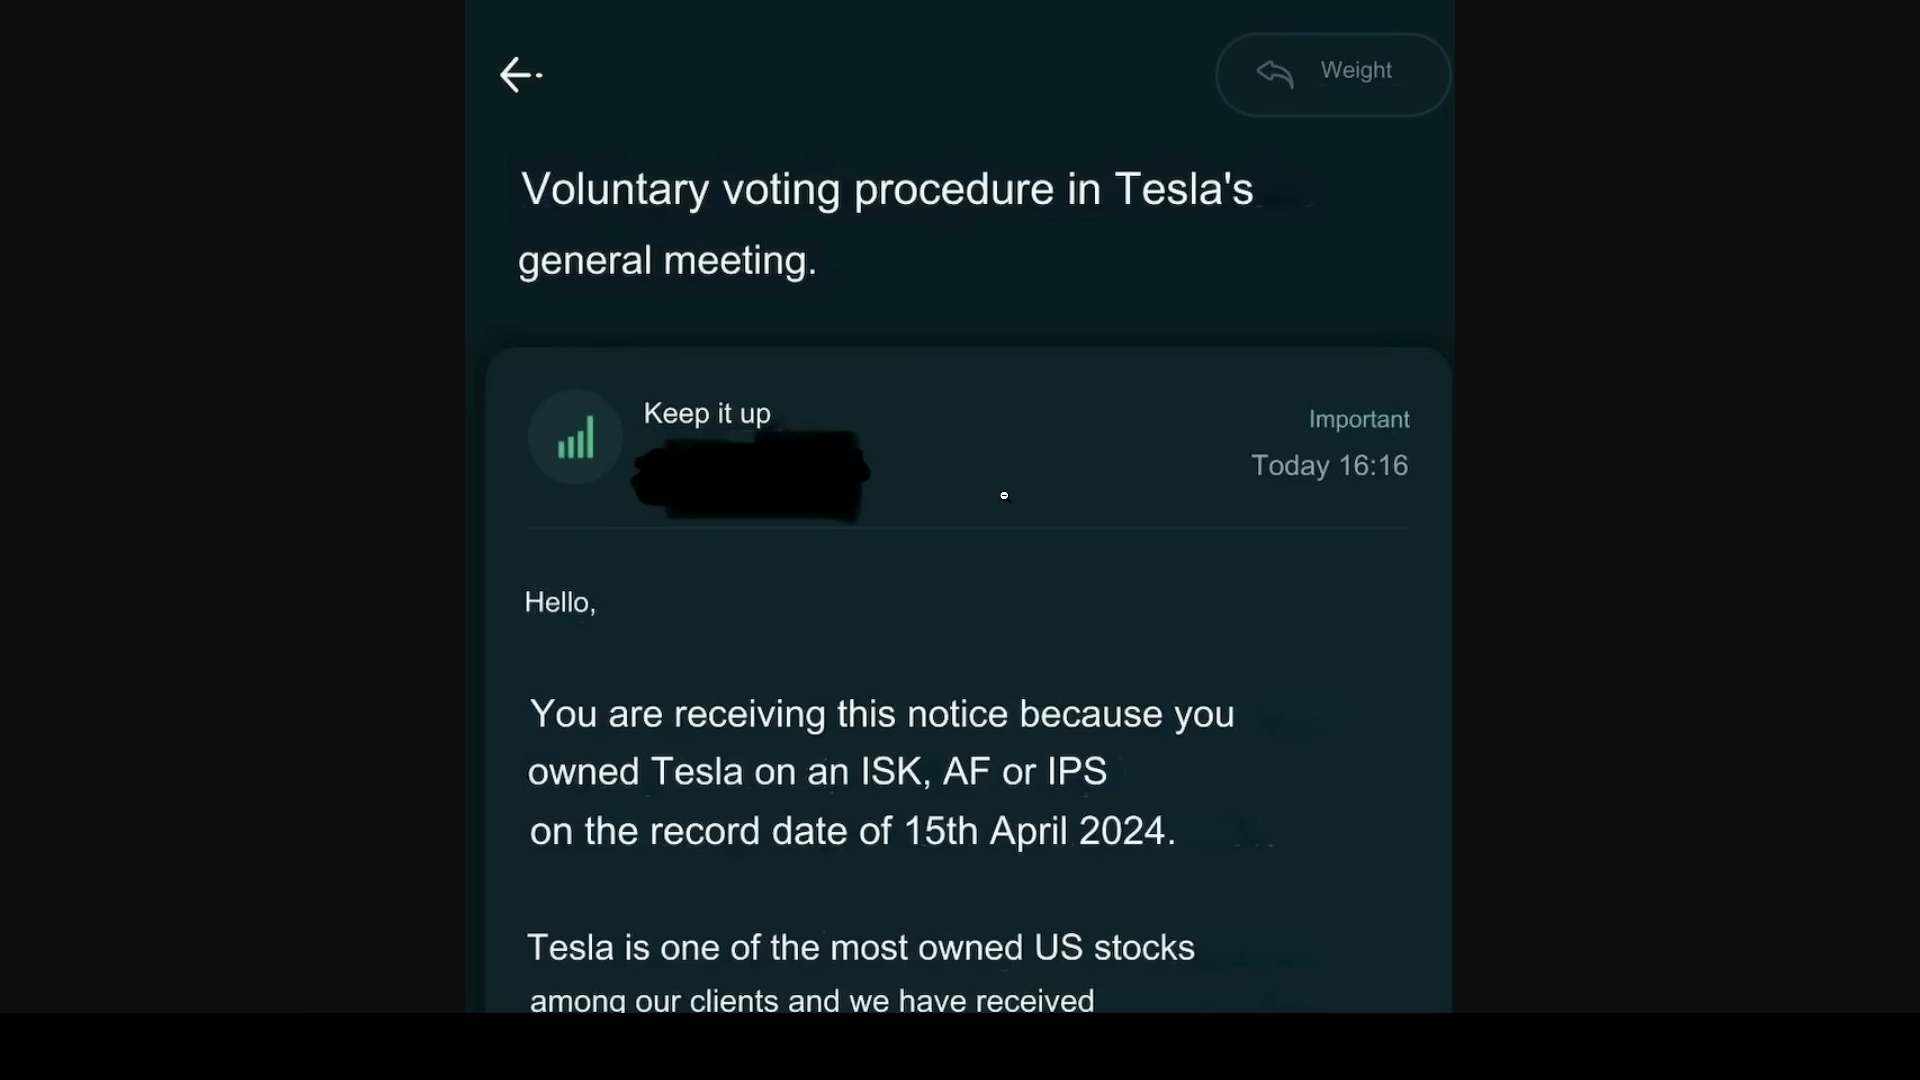 Weight
Voluntary voting procedure in Tesla's
general meeting.
Keep it up
Important
Today 16:16
Hello,
You are receiving this notice because you
owned Tesla on an ISK, AF or IPS
on the record date of 15th April 2024.
Tesla is one of the most owned US stocks
among our clients and we have received